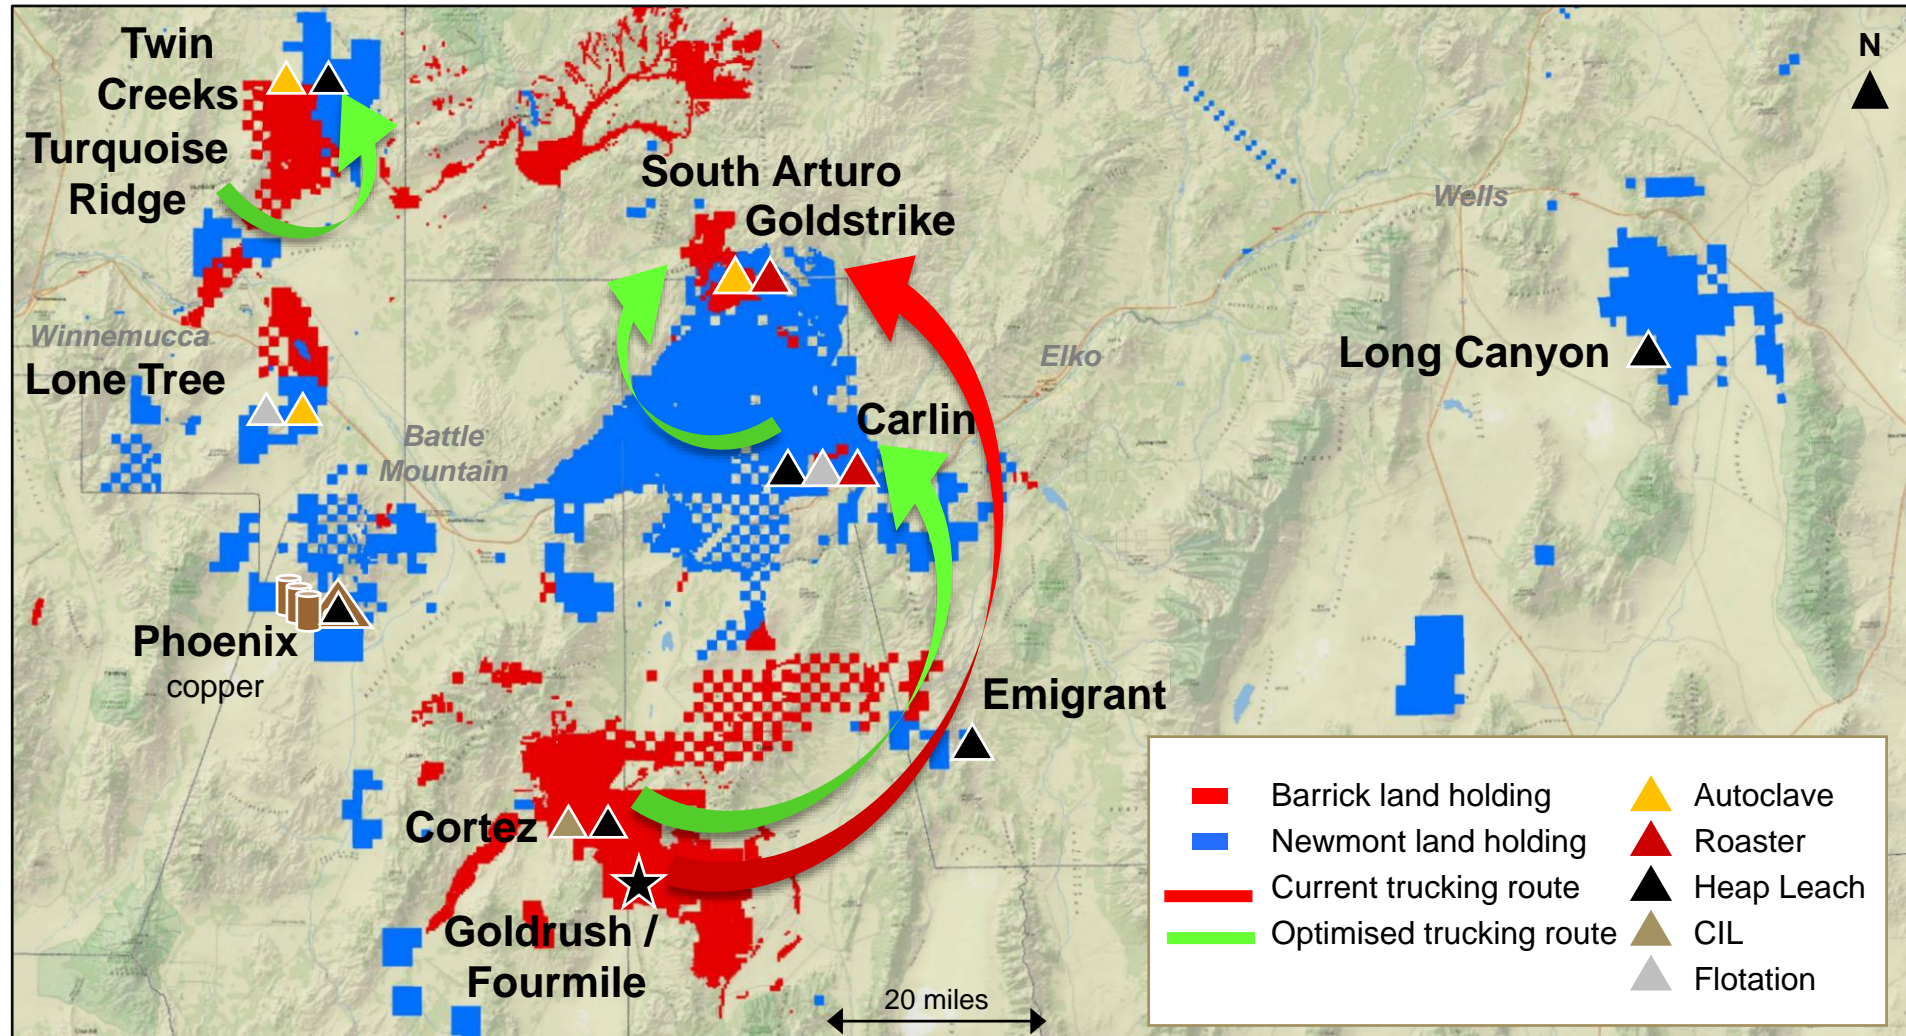 Twin
Creeks
Turquoise
Ridge
N
South Arturo
Goldstrike
Wells
Winnemucca
Lone Tree
Elko
Long Canyon
Carlin
Battle
Mountain
Phoenix
copper
Emigrant
Cortez
Goldrush /
Fourmile
20 miles
Barrick land holding
Newmont land holding
Current trucking route
Optimised trucking route
Autoclave
Roaster
Heap Leach
CIL
Flotation